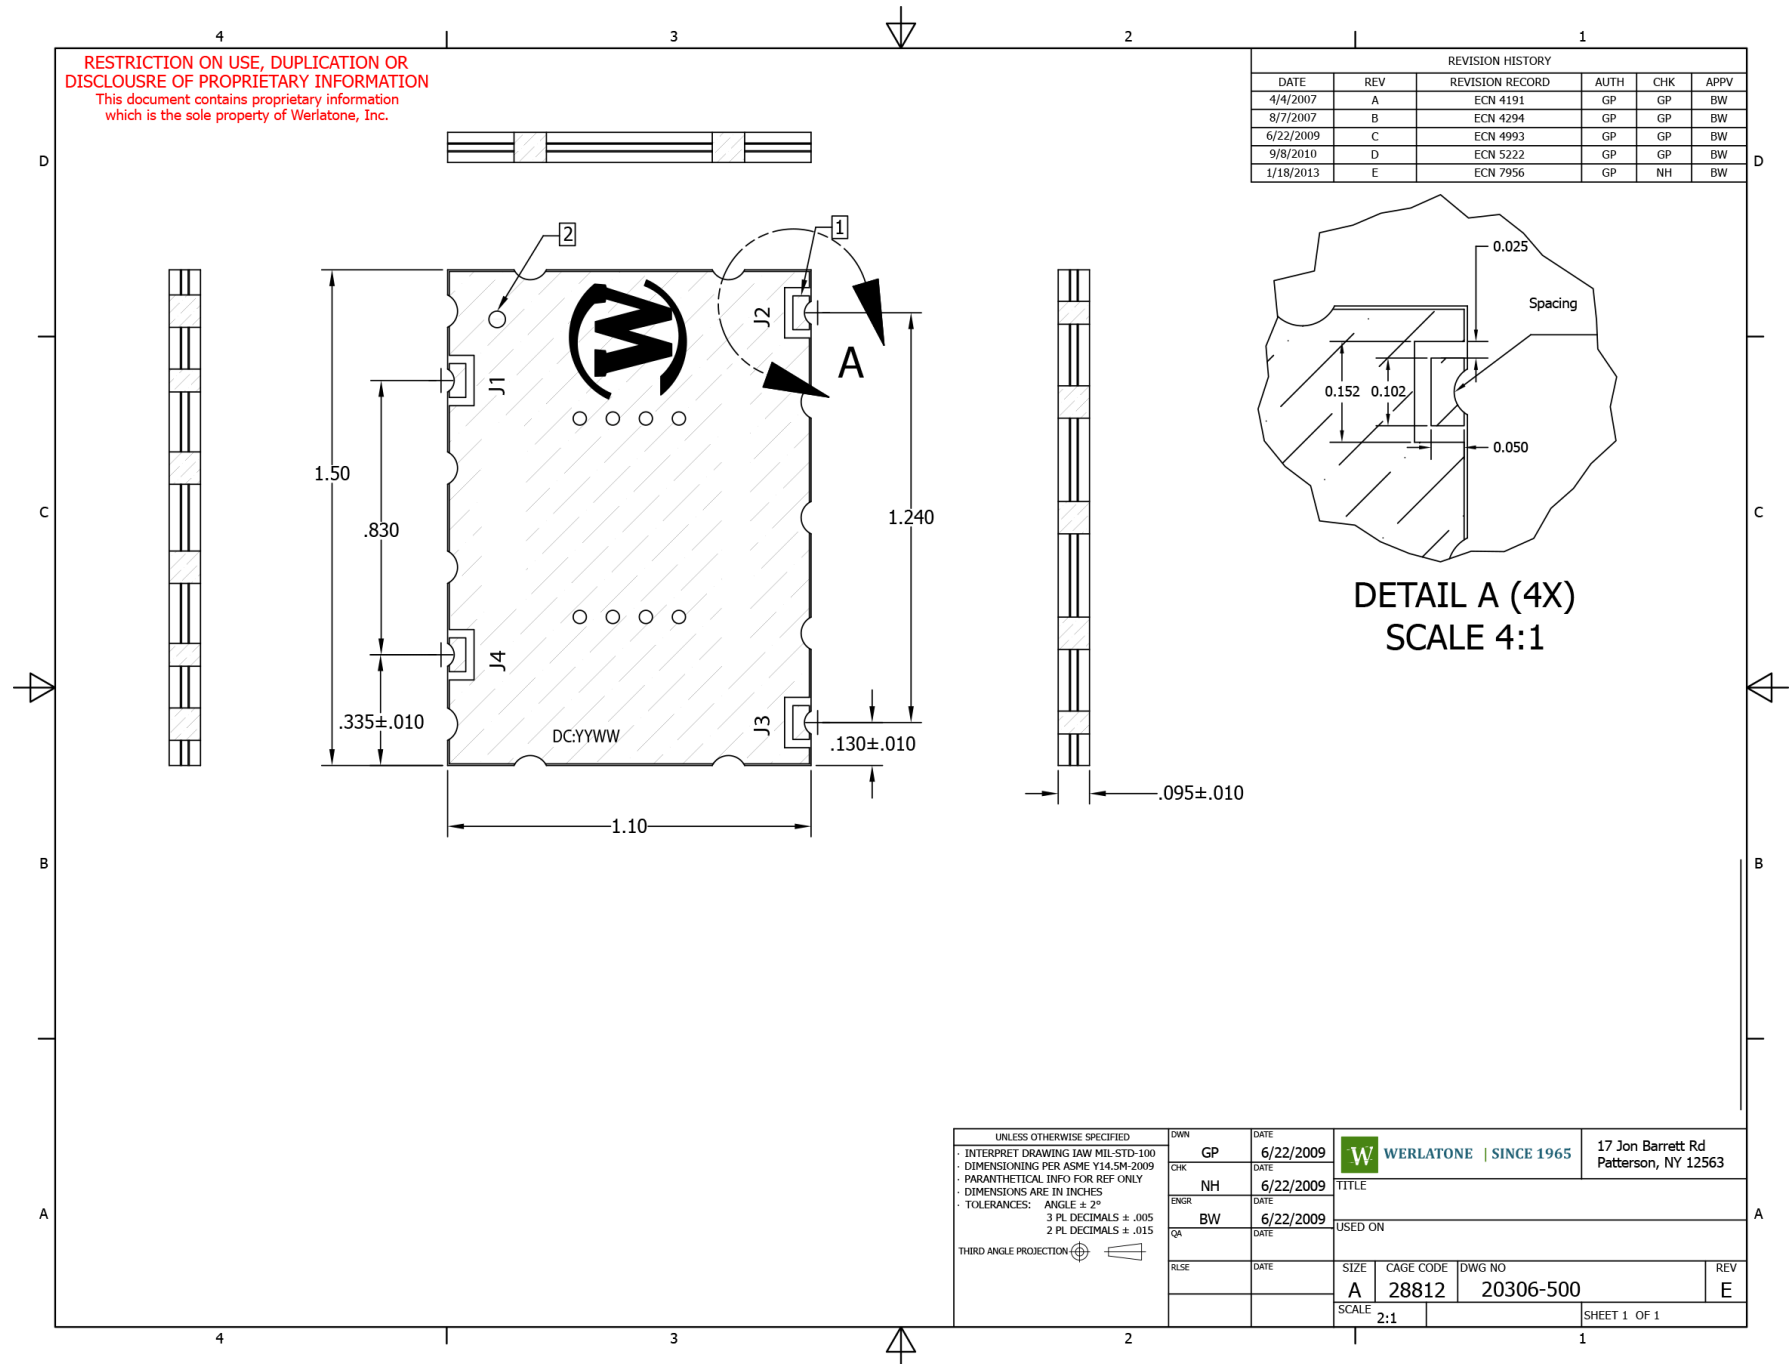 4 3 2 1
RESTRICTION ON USE, DUPLICATION OR
DISCLOUSRE OF PROPRIETARY INFORMATION
This document contains proprietary information
which is the sole property of Werlatone, Inc.
REVISION HISTORY
DATE REV REVISION RECORD AUTH CHK APPV
4/4/2007 A ECN 4191 GP GP BW
8/7/2007 B ECN 4294 GP GP BW
6/22/2009 C ECN 4993 GP GP BW
9/8/2010 D ECN 5222 GP GP BW
1/18/2013 E ECN 7956 GP NH BW
D D
2
1
W
J2
A
J1
1.50
.830
1.240
J4
.335±.010
DC:YYWW
J3
.130±.010
.095±.010
1.10
0.025
Spacing
0.152 0.102
0.050
DETAIL A (4X)
SCALE 4:1
C C
B B
A A
UNLESS OTHERWISE SPECIFIED
· INTERPRET DRAWING IAW MIL-STD-100
· DIMENSIONING PER ASME Y14.5M-2009
· PARANTHETICAL INFO FOR REF ONLY
· DIMENSIONS ARE IN INCHES
· TOLERANCES: ANGLE ± 2°
3 PL DECIMALS ± .005
2 PL DECIMALS ± .015
THIRD ANGLE PROJECTION
DWN DATE
GP 6/22/2009
CHK DATE
NH 6/22/2009
ENGR DATE
BW 6/22/2009
QA DATE
RLSE DATE
W WERLATONE | SINCE 1965
17 Jon Barrett Rd
Patterson, NY 12563
TITLE
USED ON
SIZE CAGE CODE DWG NO REV
A 28812 20306-500 E
SCALE 2:1 SHEET 1 OF 1
4 3 2 1